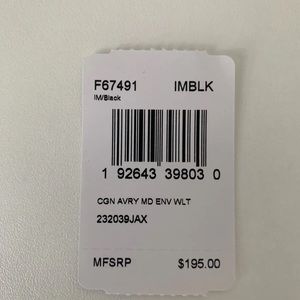 F67491 IMBLK
IM/Black
1 92643 39803 0
CGN AVRY MD ENV WLT
232039JAX
MFSRP $195.00